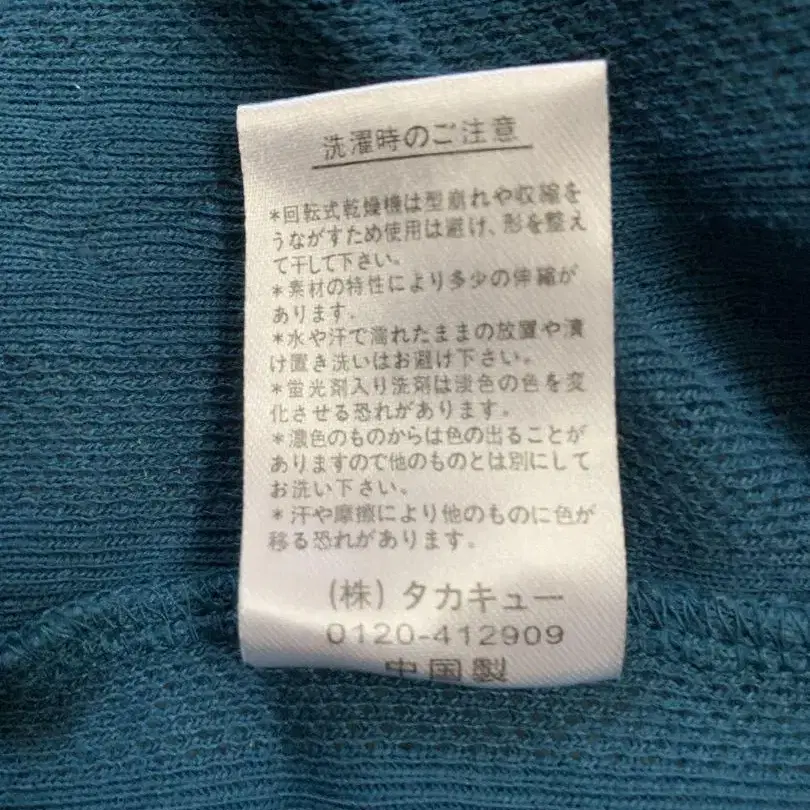 洗濯時のご注意
*回転式乾燥機は型崩れや収縮を
うながすため使用は避け、形を整え
て干して下さい。
*素材の特性により多少の伸縮が
あります。
*水や汗で濡れたままの放置や漬
け置き洗いはお避け下さい。
*蛍光剤入り洗剤は淡色の色を変
化させる恐れがあります。
*濃色のものからは色の出ることが
ありますので他のものとは別にして
お洗い下さい。
*汗や摩擦により他のものに色が
移る恐れがあります。
(株)タカキュー
0120-412909
中国製